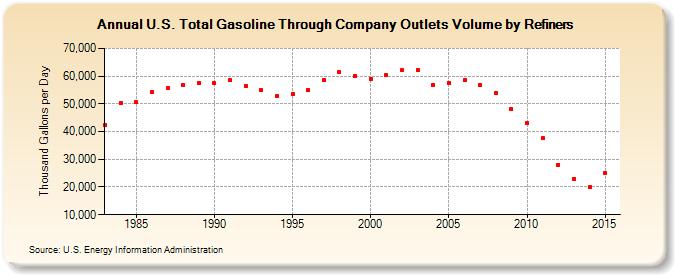 Annual U.S. Total Gasoline Through Company Outlets Volume by Refiners
Thousand Gallons per Day
70,000
60,000
50,000
40,000
30,000
20,000
10,000
1985 1990 1995 2000 2005 2010 2015
Source: U.S. Energy Information Administration